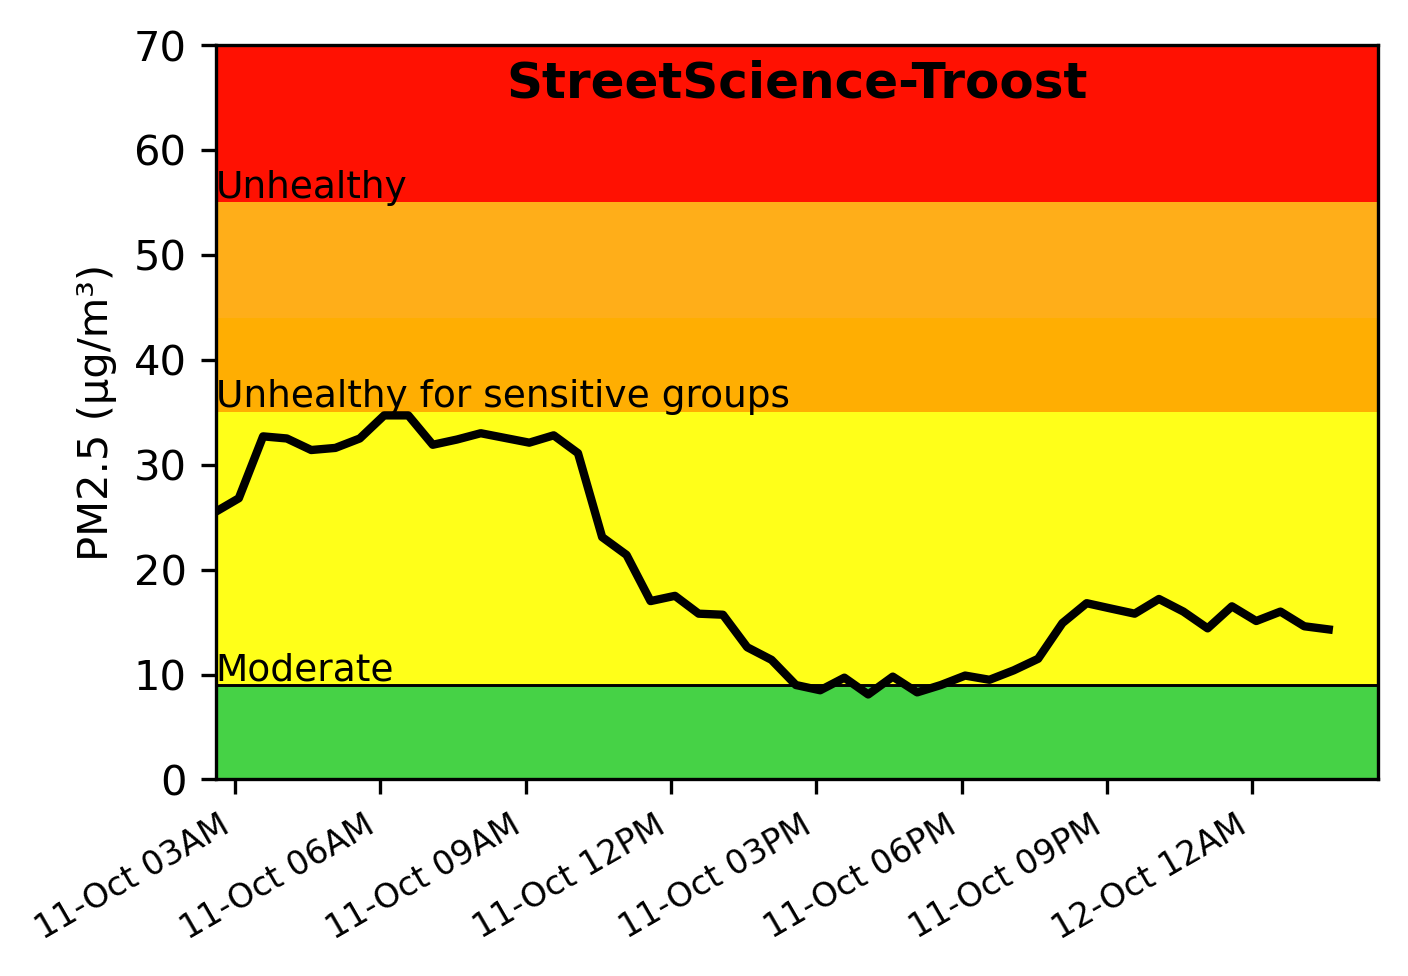 StreetScience-Troost
70
60
Unhealthy
50
40
Unhealthy for sensitive groups
30
20
10
Moderate
0
PM2.5 (µg/m³)
11-Oct 03AM
11-Oct 06AM
11-Oct 09AM
11-Oct 12PM
11-Oct 03PM
11-Oct 06PM
11-Oct 09PM
12-Oct 12AM